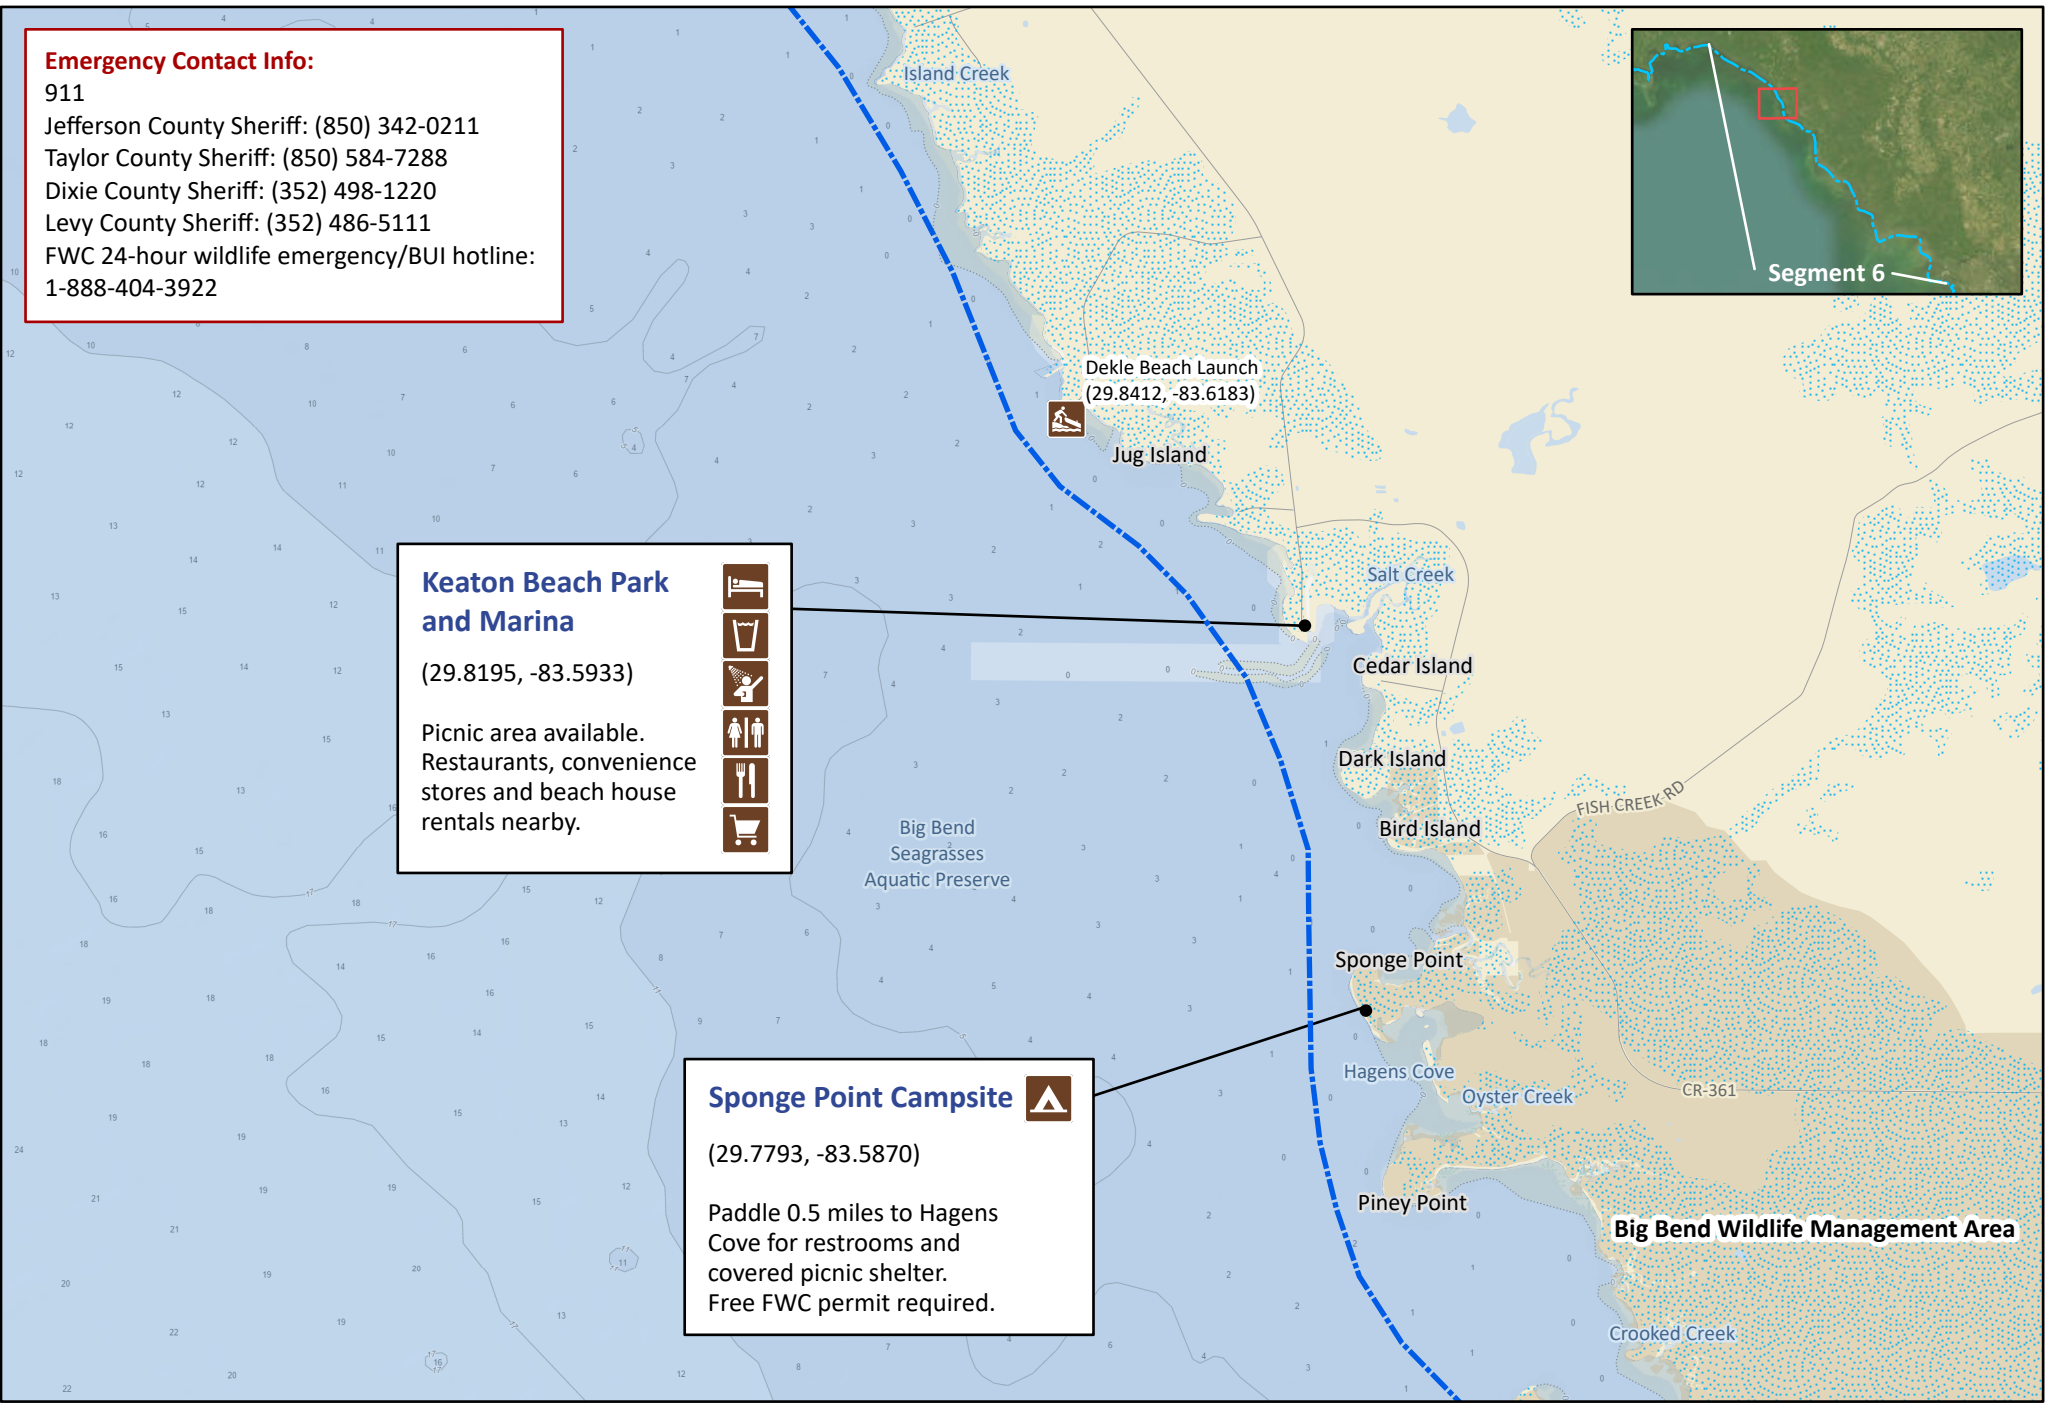 Emergency Contact Info:
911
Jefferson County Sheriff: (850) 342-0211
Taylor County Sheriff: (850) 584-7288
Dixie County Sheriff: (352) 498-1220
Levy County Sheriff: (352) 486-5111
FWC 24-hour wildlife emergency/BUI hotline:
1-888-404-3922
Island Creek
Segment 6
Dekle Beach Launch
(29.8412, -83.6183)
Jug Island
Keaton Beach Park
and Marina
(29.8195, -83.5933)
Picnic area available.
Restaurants, convenience
stores and beach house
rentals nearby.
Salt Creek
Cedar Island
Dark Island
FISH CREEK RD
Bird Island
Big Bend
Seagrasses
Aquatic Preserve
Sponge Point
Hagens Cove
Oyster Creek
CR-361
Sponge Point Campsite
(29.7793, -83.5870)
Paddle 0.5 miles to Hagens
Cove for restrooms and
covered picnic shelter.
Free FWC permit required.
Piney Point
Big Bend Wildlife Management Area
Crooked Creek